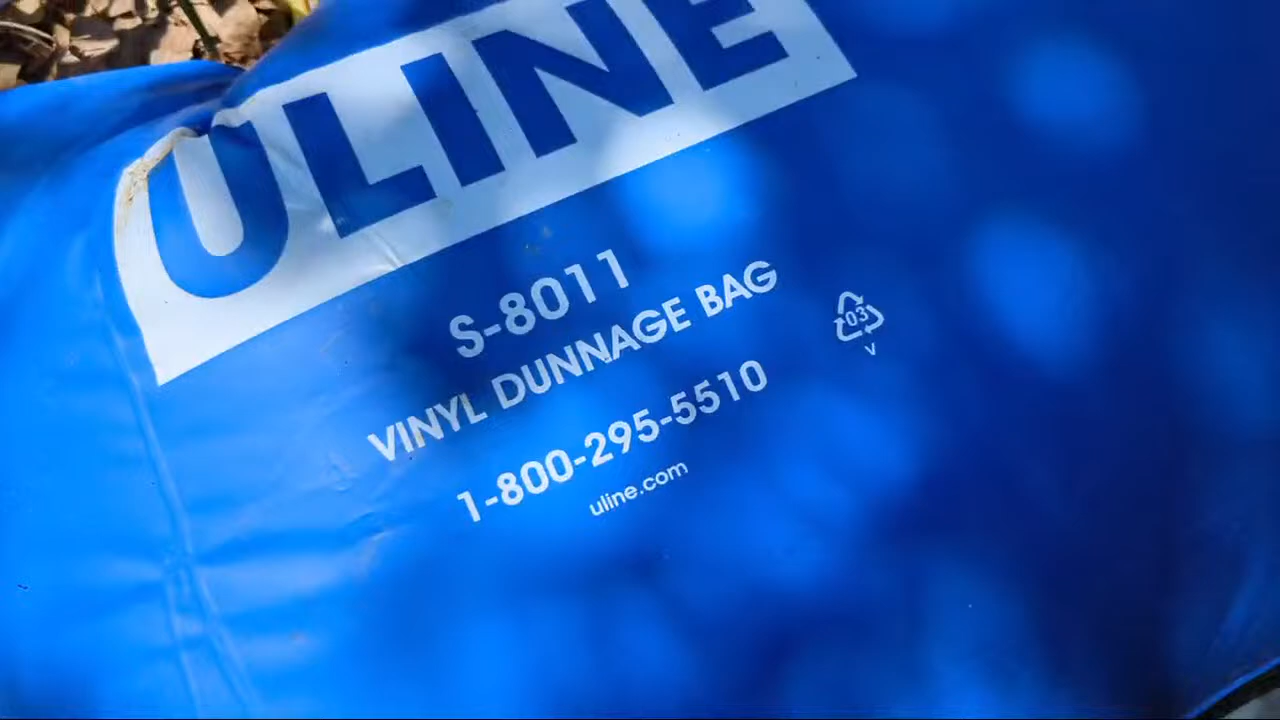 ULINE
S-8011
VINYL DUNNAGE BAG
03
V
1-800-295-5510
uline.com